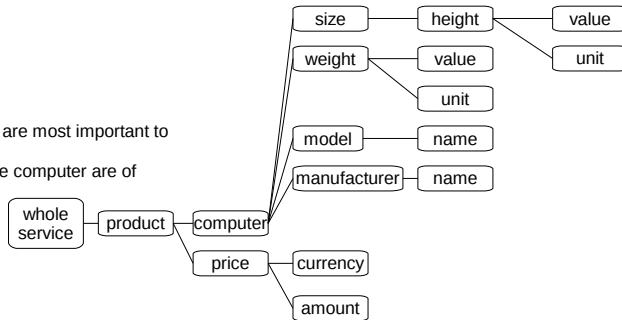 size height value
weight value unit
unit
are most important to
model name
e computer are of
manufacturer name
whole
service
product computer
price currency
amount